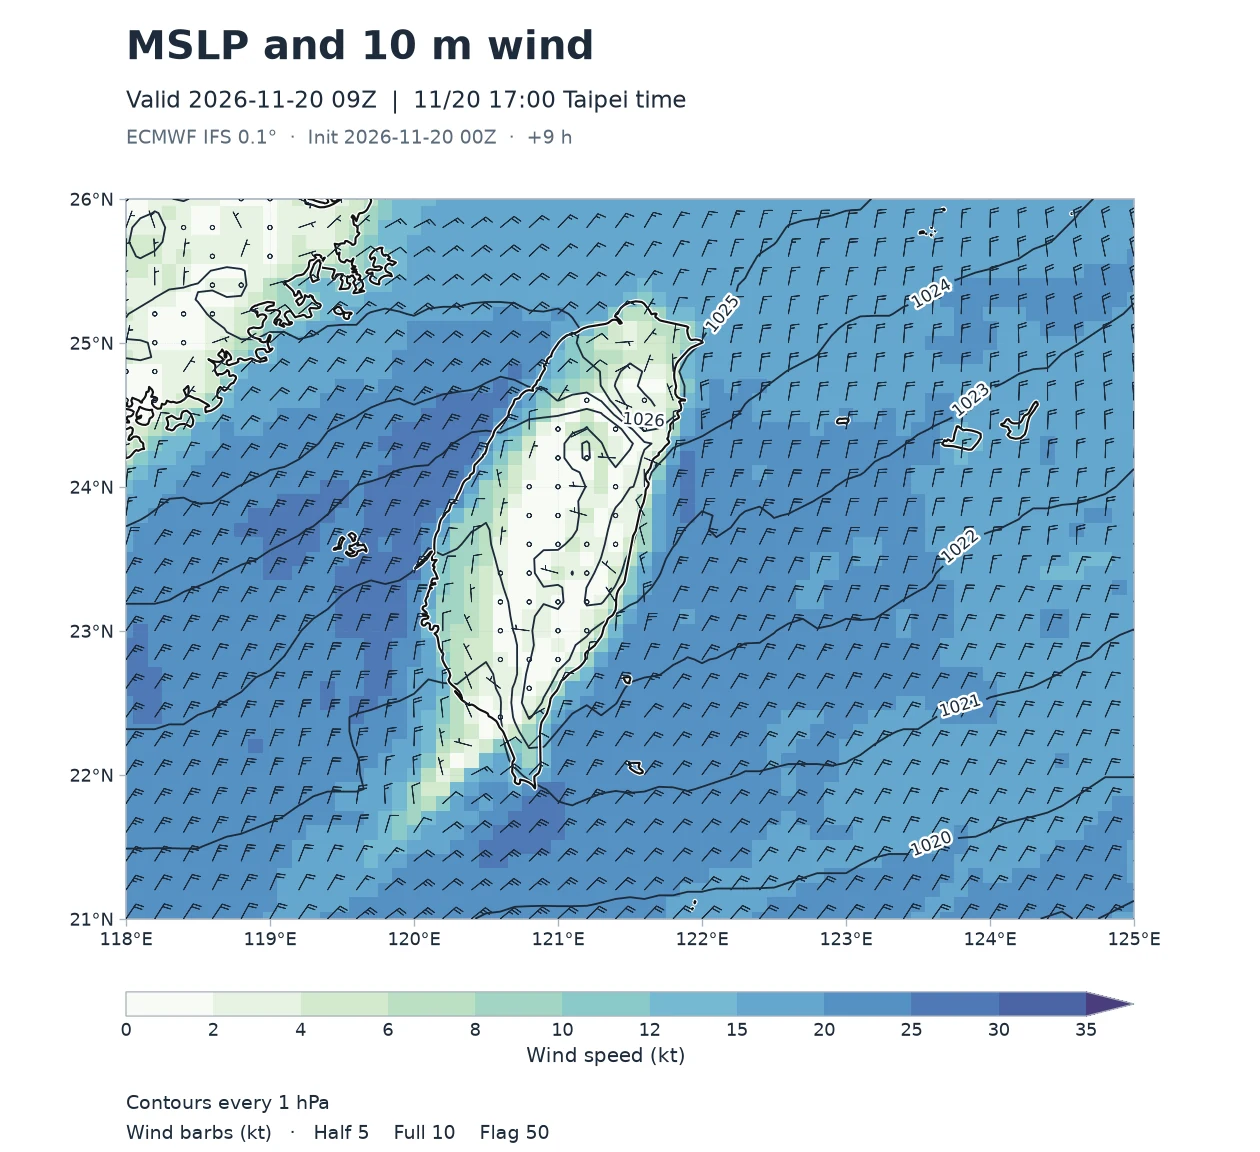 MSLP and 10 m wind
Valid 2026-11-20 09Z | 11/20 17:00 Taipei time
ECMWF IFS 0.1° · Init 2026-11-20 00Z · +9 h
26°N
25°N
24°N
23°N
22°N
21°N
1025
1024
1023
1026
1022
1021
1020
118°E 119°E 120°E 121°E 122°E 123°E 124°E 125°E
0 2 4 6 8 10 12 15 20 25 30 35
Wind speed (kt)
Contours every 1 hPa
Wind barbs (kt) · Half 5 Full 10 Flag 50